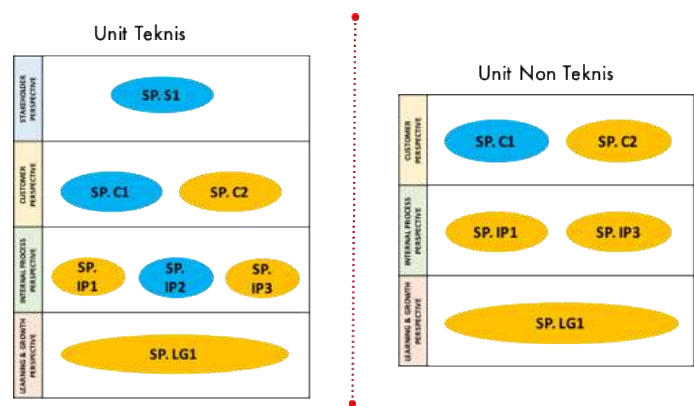 Unit Teknis
STAKEHOLDER
PERSPECTIVE
SP. S1
CUSTOMER
PERSPECTIVE
SP. C1
SP. C2
INTERNAL PROCESS
PERSPECTIVE
SP.
IP1
SP.
IP2
SP.
IP3
LEARNING & GROWTH
PERSPECTIVE
SP. LG1
Unit Non Teknis
CUSTOMER
PERSPECTIVE
SP. C1
SP. C2
INTERNAL PROCESS
PERSPECTIVE
SP. IP1
SP. IP3
LEARNING & GROWTH
PERSPECTIVE
SP. LG1